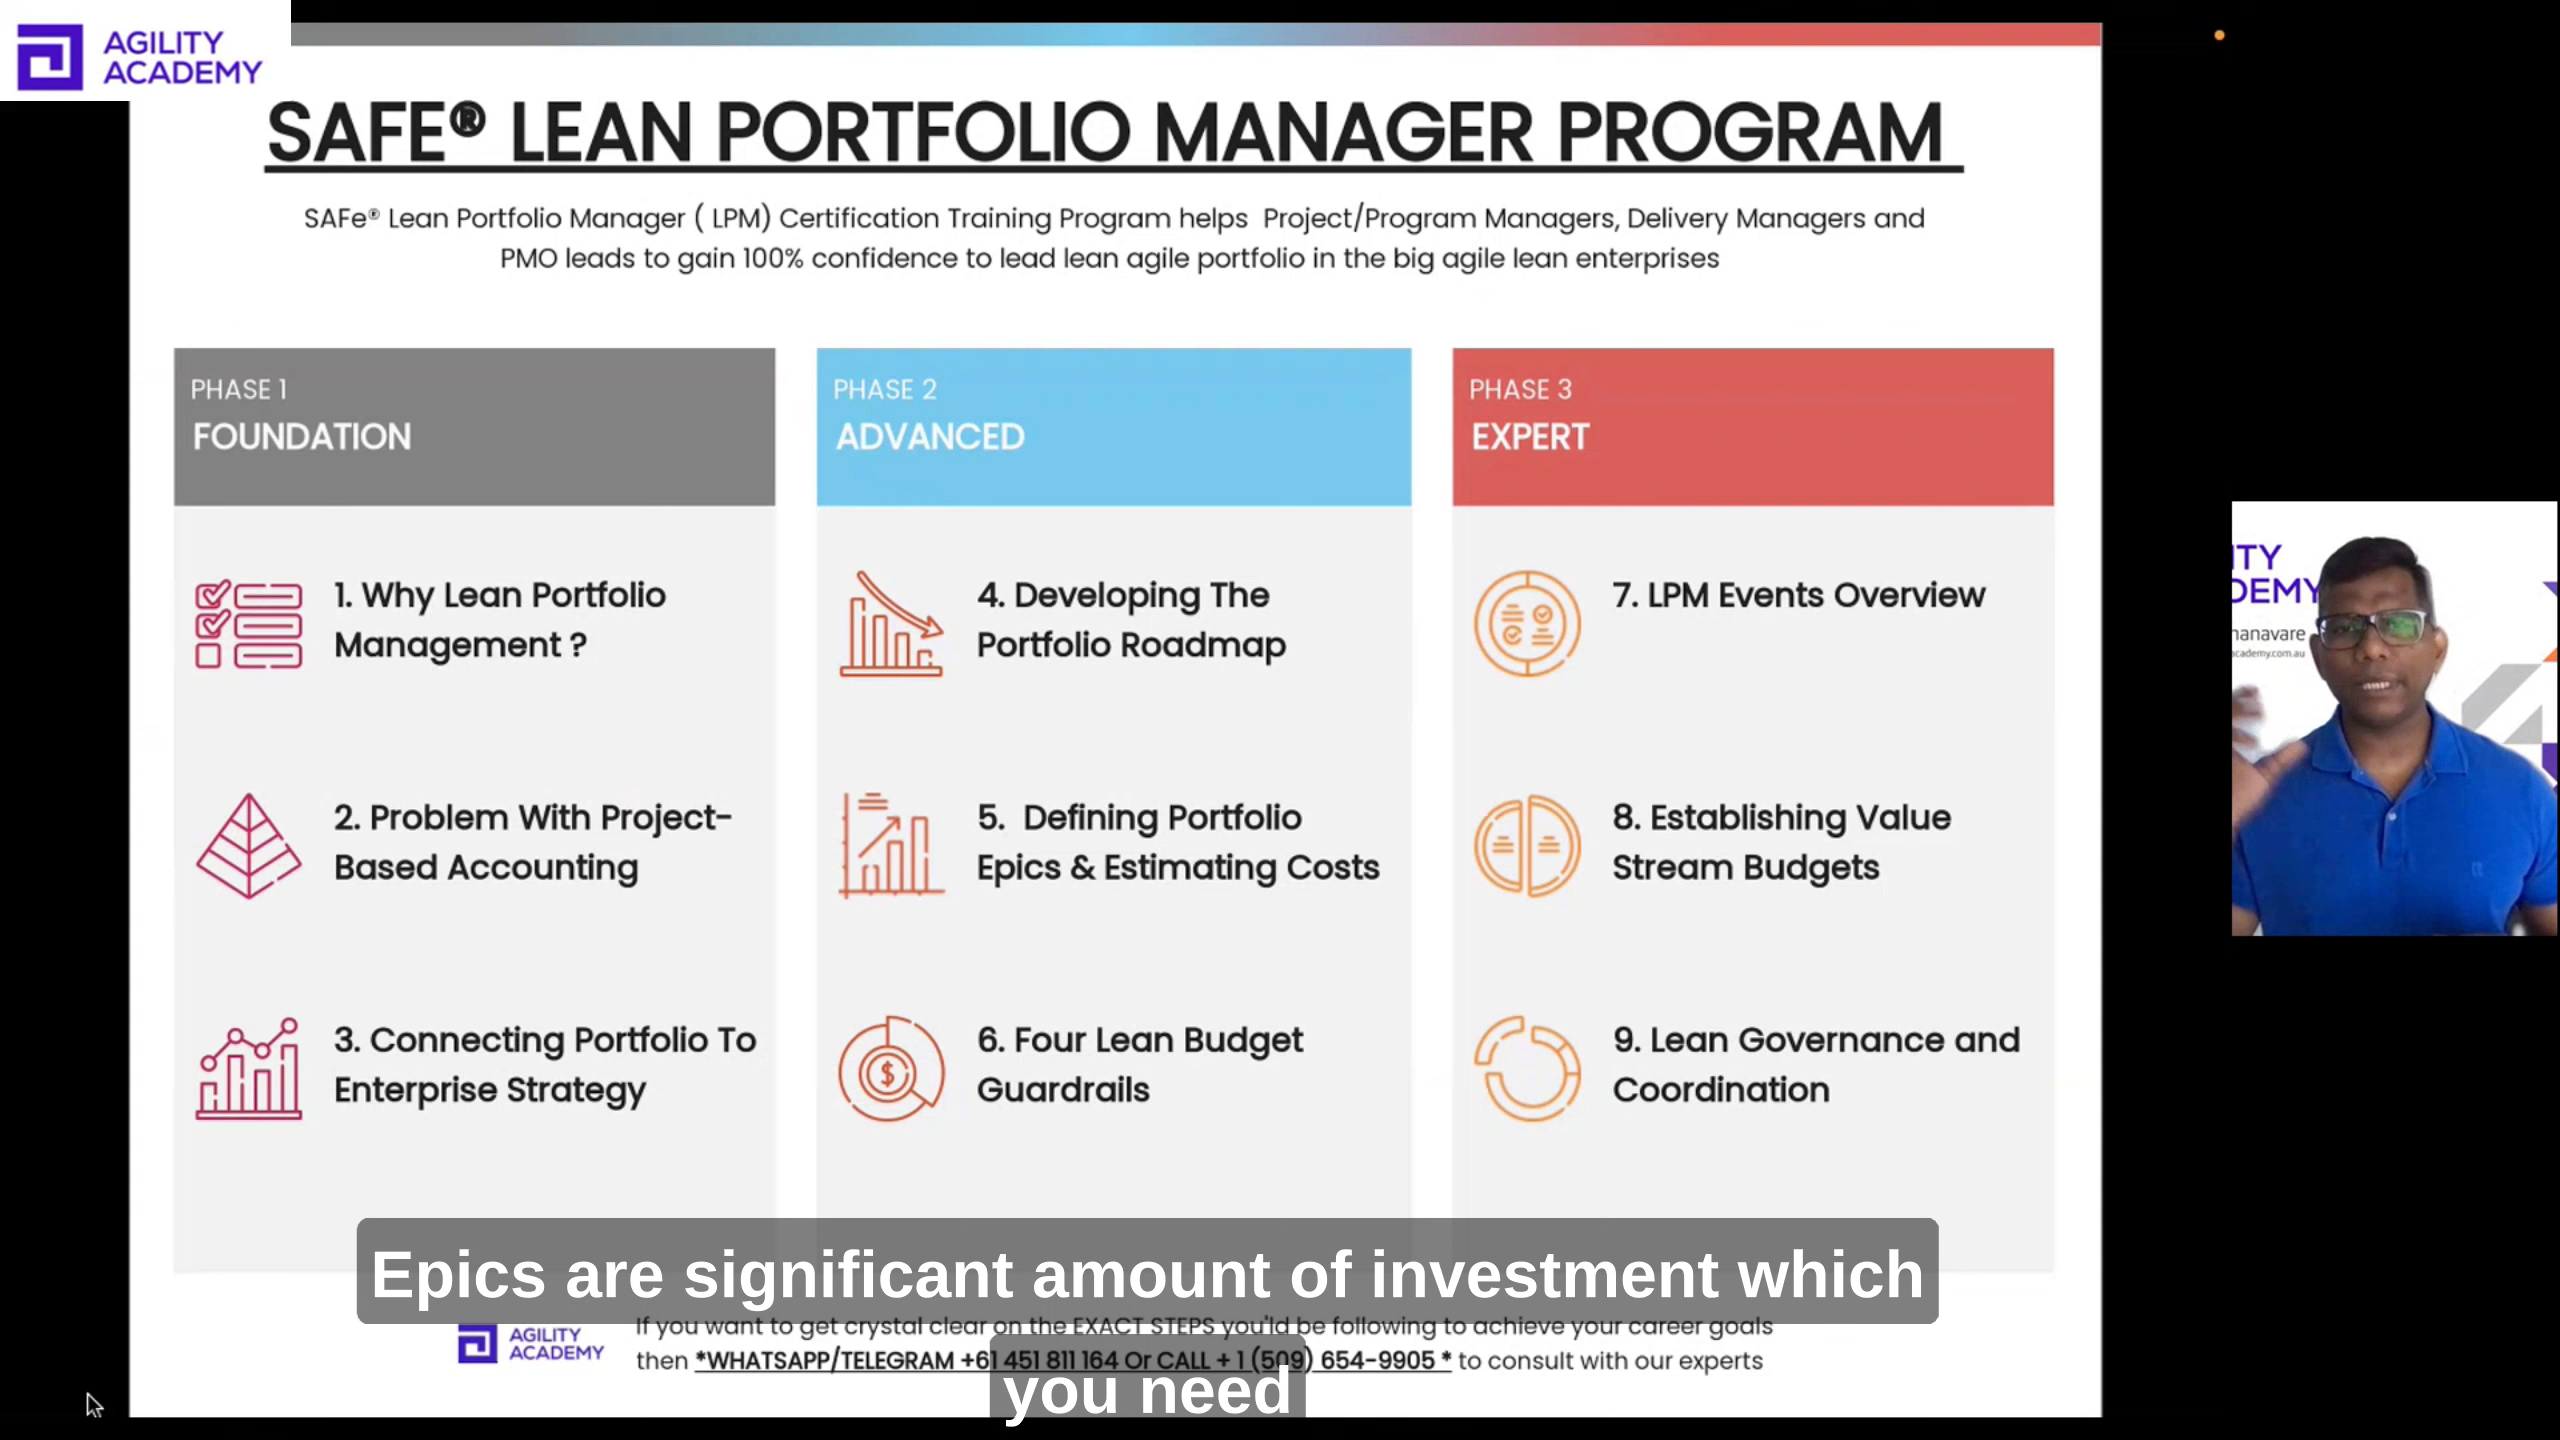 AGILITY
ACADEMY
SAFE® LEAN PORTFOLIO MANAGER PROGRAM
SAFe® Lean Portfolio Manager ( LPM) Certification Training Program helps  Project/Program Managers, Delivery Managers and
PMO leads to gain 100% confidence to lead lean agile portfolio in the big agile lean enterprises
PHASE 1
FOUNDATION
1. Why Lean Portfolio
Management ?
2. Problem With Project-
Based Accounting
3. Connecting Portfolio To
Enterprise Strategy
PHASE 2
ADVANCED
4. Developing The
Portfolio Roadmap
5.  Defining Portfolio
Epics & Estimating Costs
6. Four Lean Budget
Guardrails
PHASE 3
EXPERT
7. LPM Events Overview
8. Establishing Value
Stream Budgets
9. Lean Governance and
Coordination
ITY
DEMY
nanavare
academy.com.au
Epics are significant amount of investment which
you need
AGILITY
ACADEMY
If you want to get crystal clear on the EXACT STEPS you'ld be following to achieve your career goals
then *WHATSAPP/TELEGRAM +61 451 811 164 Or CALL + 1 (509) 654-9905 * to consult with our experts